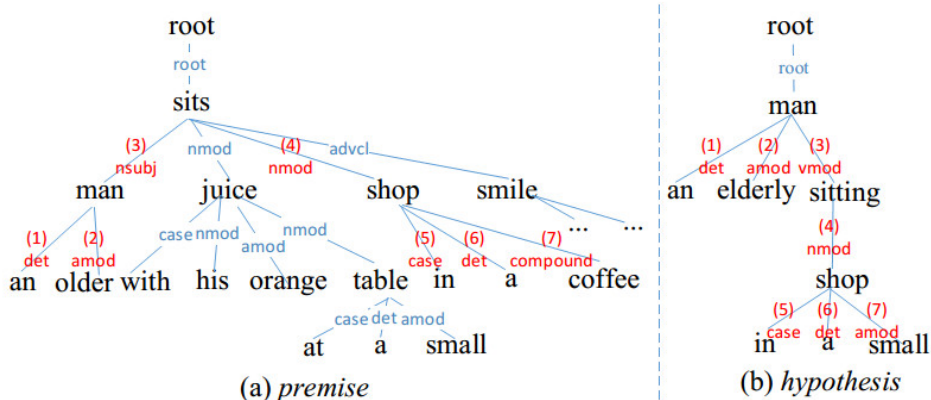 root root
root root
sits man
(3) nsubj nmod (4) nmod advcl (1) det (2) amod (3) vmod
man juice shop smile an elderly sitting
(1) det (2) amod case nmod amod nmod (5) case (6) det (7) compound ... ... (4) nmod
an older with his orange table in a coffee shop
case det amod (5) case (6) det (7) amod
at a small in a small
(a) premise (b) hypothesis